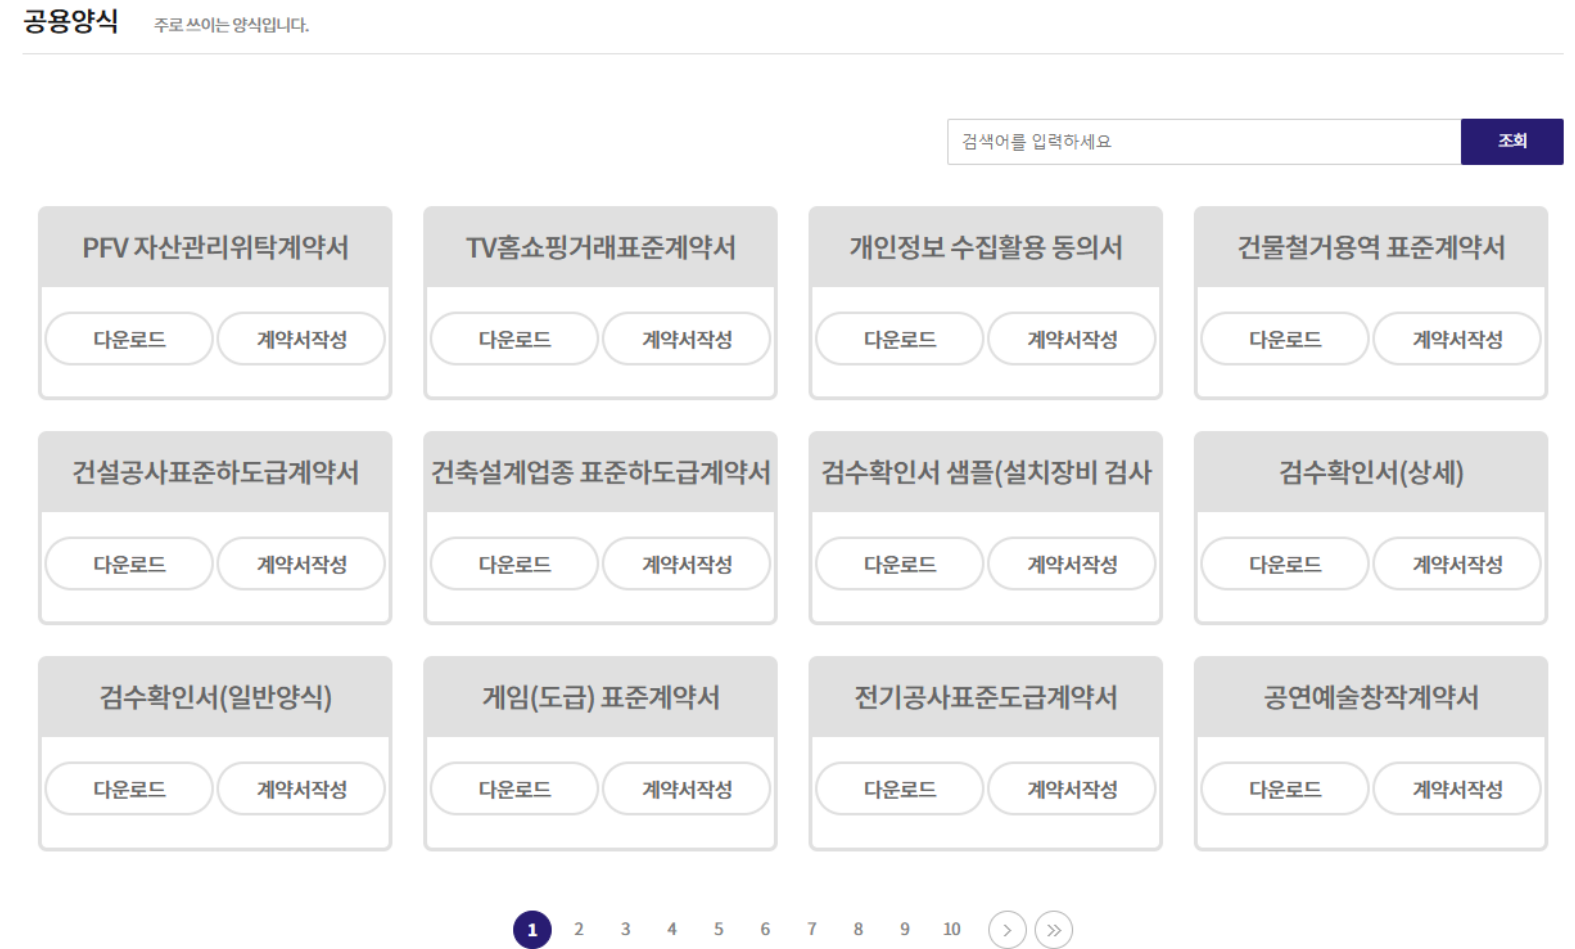 공용양식 주로 쓰이는 양식입니다.
검색어를 입력하세요 조회
PFV 자산관리위탁계약서 TV홈쇼핑거래표준계약서 개인정보 수집활용 동의서 건물철거용역 표준계약서
다운로드 계약서작성 다운로드 계약서작성 다운로드 계약서작성 다운로드 계약서작성
건설공사표준하도급계약서 건축설계업종 표준하도급계약서 검수확인서 샘플(설치장비 검사 검수확인서(상세)
다운로드 계약서작성 다운로드 계약서작성 다운로드 계약서작성 다운로드 계약서작성
검수확인서(일반양식) 게임(도급) 표준계약서 전기공사표준도급계약서 공연예술창작계약서
다운로드 계약서작성 다운로드 계약서작성 다운로드 계약서작성 다운로드 계약서작성
1 2 3 4 5 6 7 8 9 10 > >>